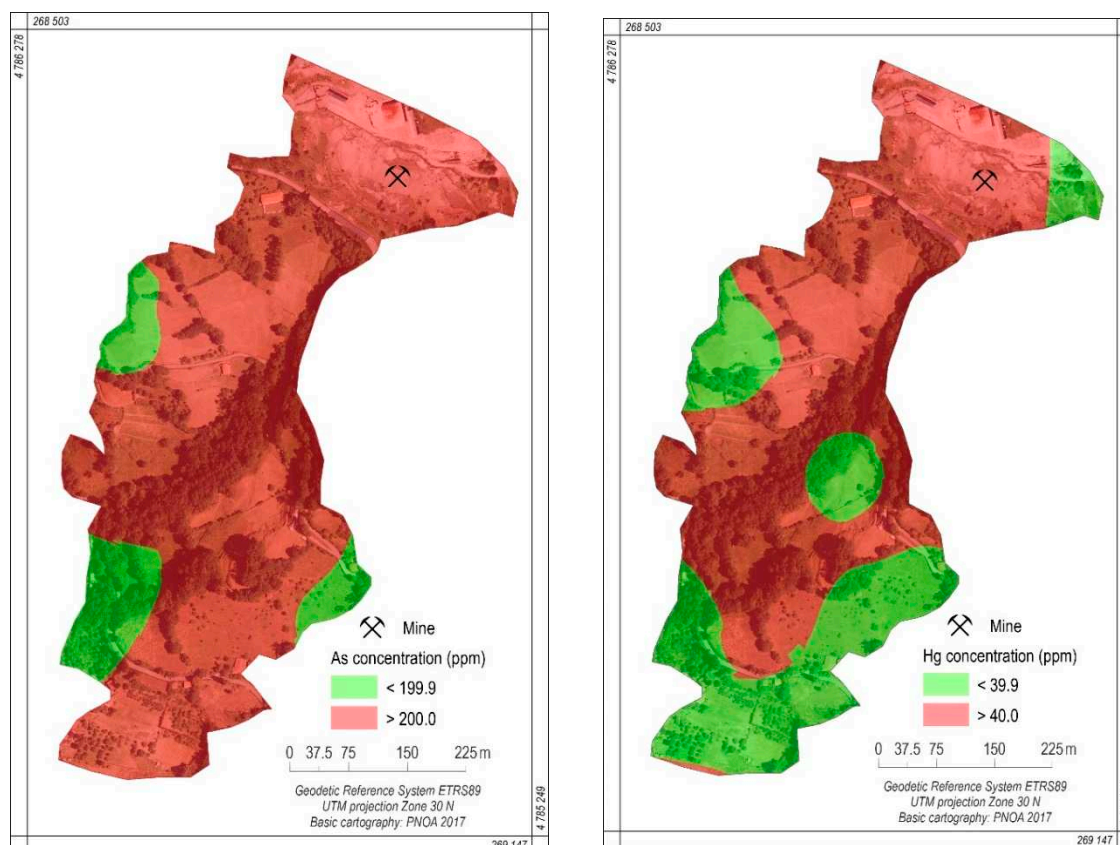 268 503
4 786 278
Mine
As concentration (ppm)
< 199.9
> 200.0
0 37.5 75 150 225 m
Geodetic Reference System ETRS89
UTM projection Zone 30 N
Basic cartography: PNOA 2017
4 785 249
269 147
268 503
4 786 278
Mine
Hg concentration (ppm)
< 39.9
> 40.0
0 37.5 75 150 225 m
Geodetic Reference System ETRS89
UTM projection Zone 30 N
Basic cartography: PNOA 2017
269 147